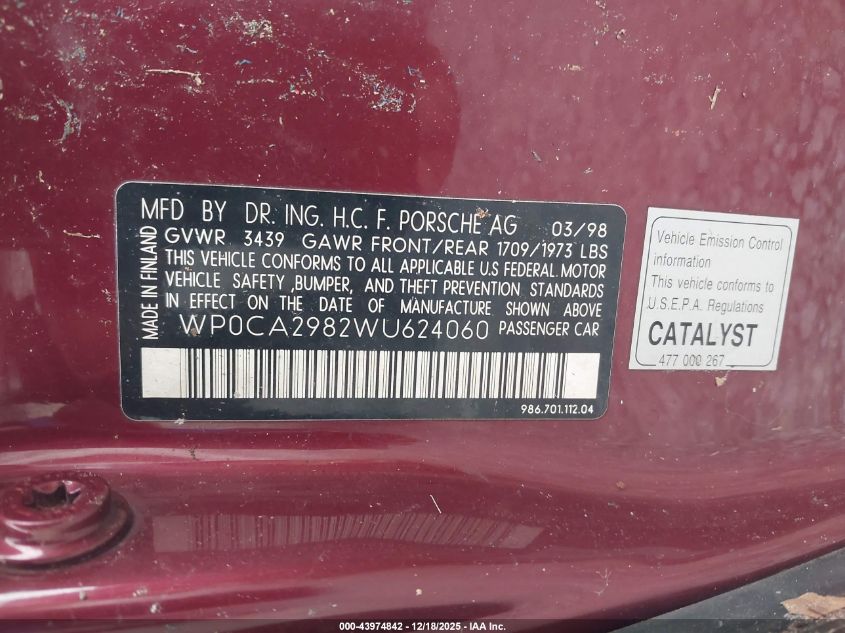 MFD BY DR. ING. H.C. F. PORSCHE AG 03/98
GVWR 3439 GAWR FRONT/REAR 1709/1973 LBS
THIS VEHICLE CONFORMS TO ALL APPLICABLE U.S FEDERAL MOTOR
VEHICLE SAFETY ,BUMPER, AND THEFT PREVENTION STANDARDS
IN EFFECT ON THE DATE OF MANUFACTURE SHOWN ABOVE
WP0CA2982WU624060 PASSENGER CAR
MADE IN FINLAND
986.701.112.04
Vehicle Emission Control
information
This vehicle conforms to
U.S.E.P.A. Regulations
CATALYST
477 000 267
000-43974842 - 12/18/2025 - IAA Inc.